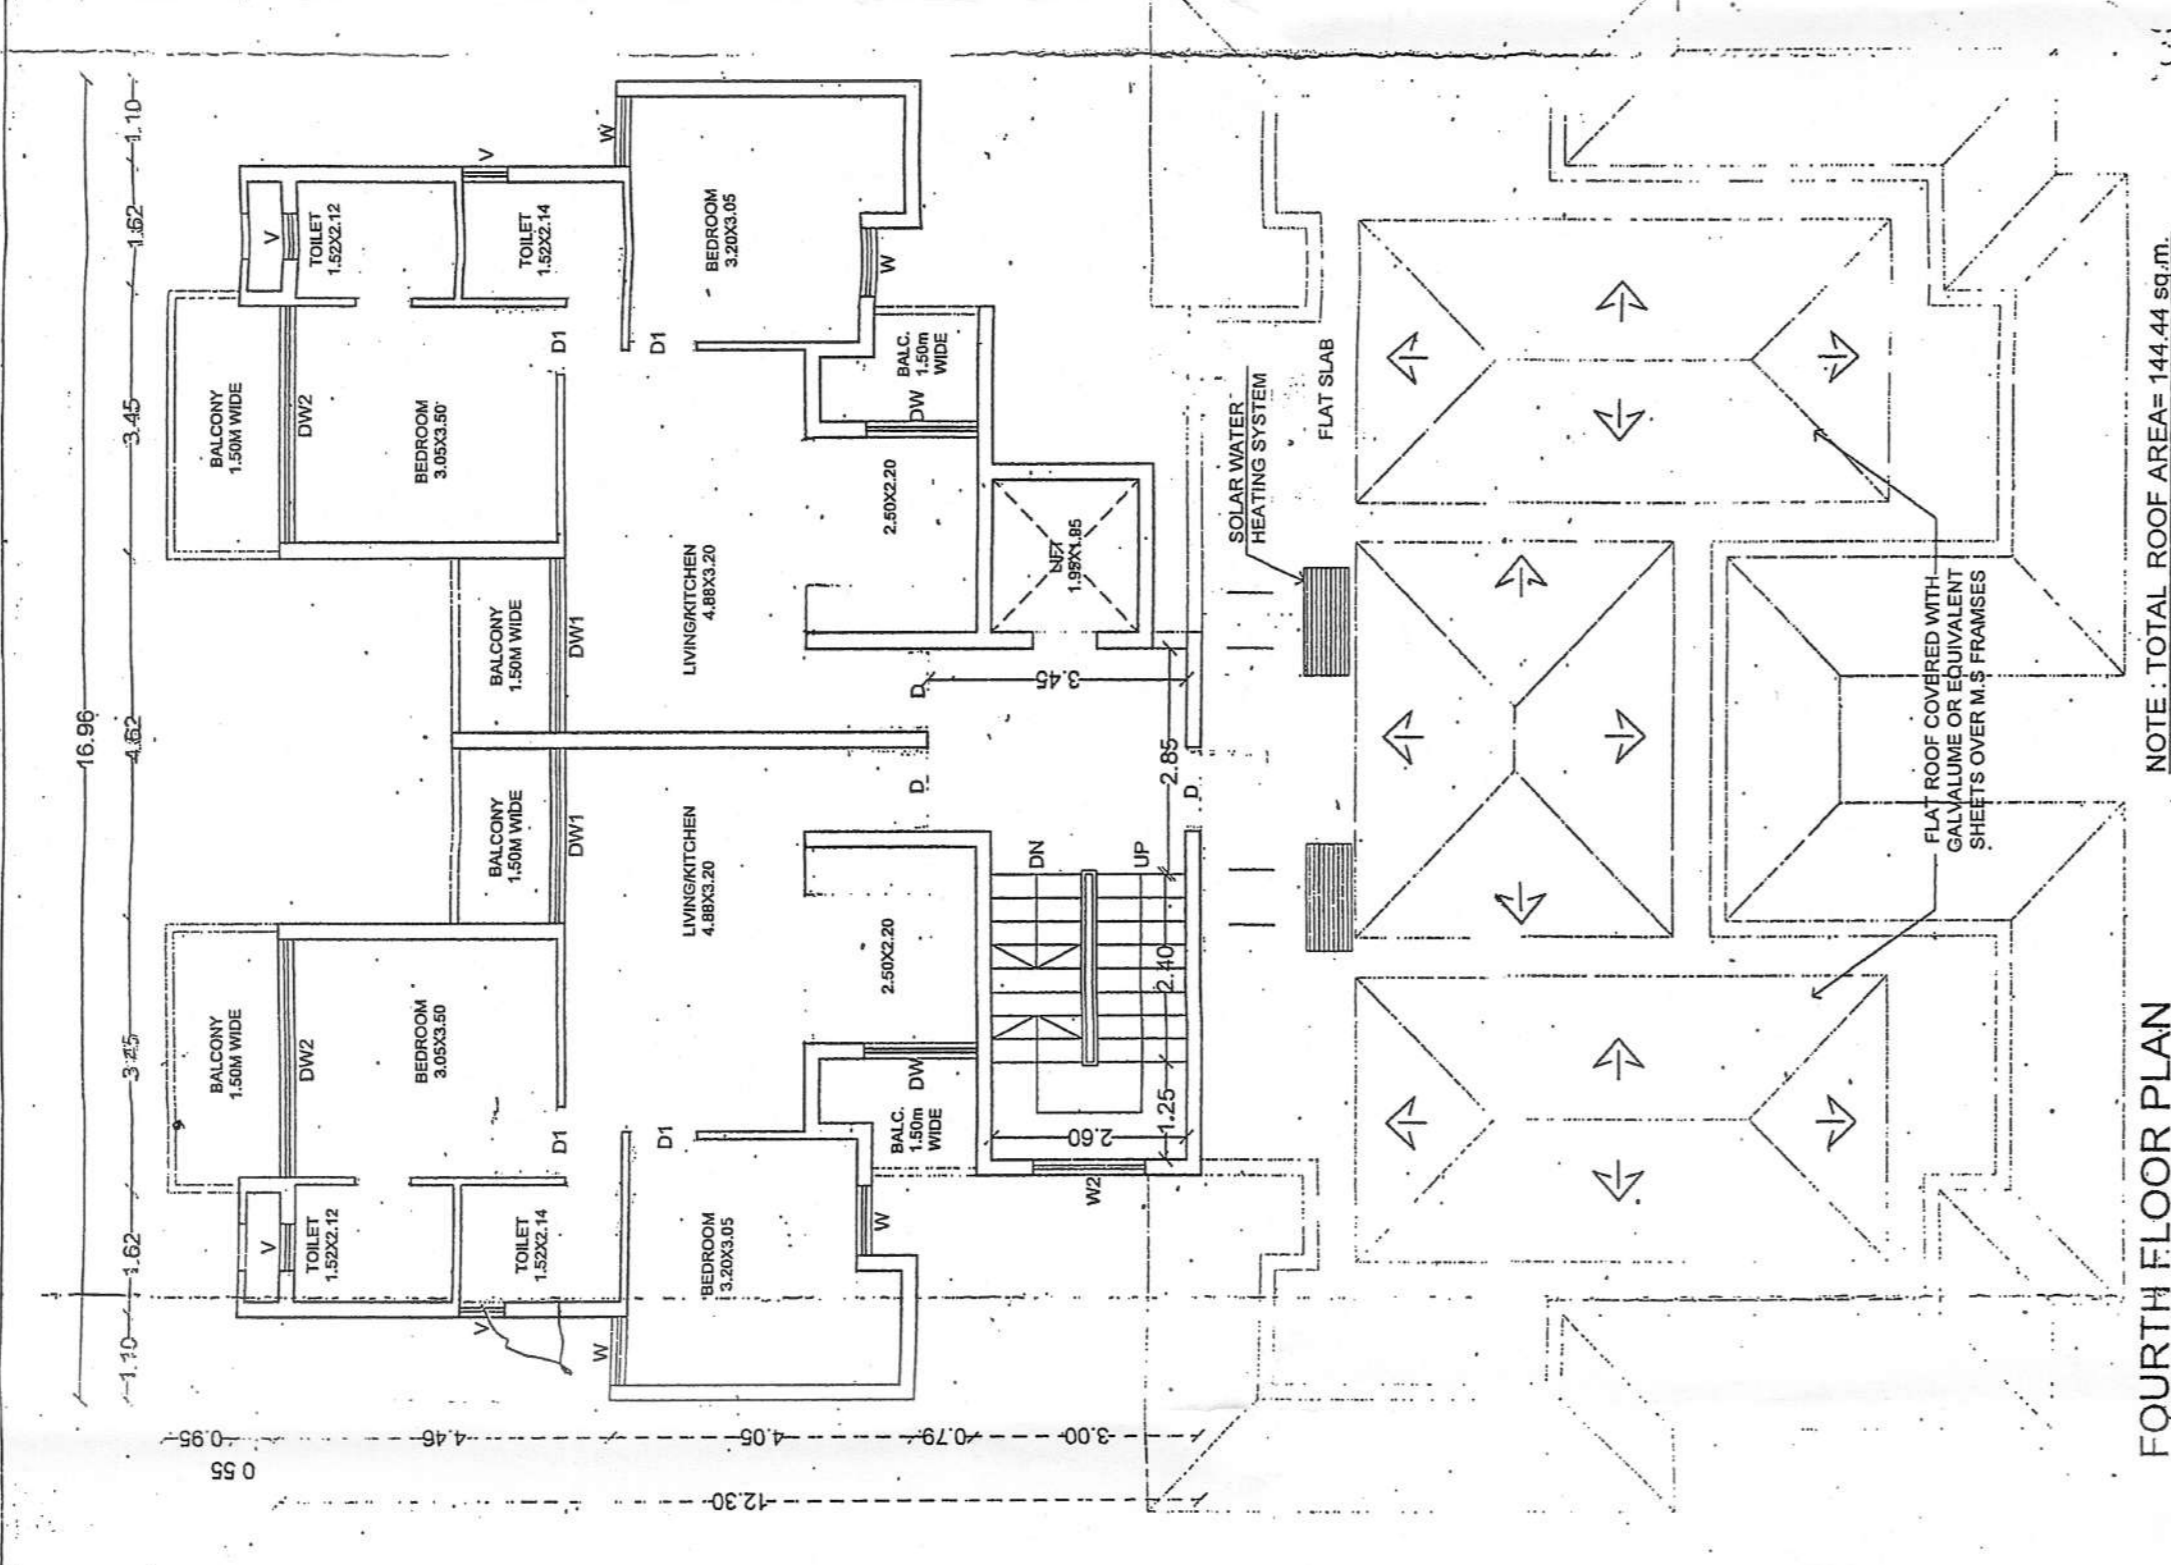 16.96
1.10
1.62
3.45
4.62
3.45
1.62
1.10
BALCONY
1.50M WIDE
DW2
BEDROOM
3.05X3.50
V
TOILET
1.52X2.12
TOILET
1.52X2.14
V
W
D1
D1
BEDROOM
3.20X3.05
W
BALC.
1.50m
WIDE
DW
W2
BALCONY
1.50M WIDE
DW1
LIVING/KITCHEN
4.88X3.20
2.50X2.20
D
DN
UP
2.60
1.25
2.40
2.85
D
BALCONY
1.50M WIDE
DW1
LIVING/KITCHEN
4.88X3.20
2.50X2.20
D
3.45
LIFT
1.95X1.95
BALCONY
1.50M WIDE
DW2
BEDROOM
3.05X3.50
V
TOILET
1.52X2.12
TOILET
1.52X2.14
V
W
D1
D1
BEDROOM
3.20X3.05
W
BALC.
1.50m
WIDE
DW
0.95
0.55
4.46
4.05
0.79
3.00
12.30
SOLAR WATER
HEATING SYSTEM
FLAT SLAB
FLAT ROOF COVERED WITH
GALVALUME OR EQUIVALENT
SHEETS OVER M.S FRAMSES
FOURTH FLOOR PLAN
NOTE : TOTAL ROOF AREA= 144.44 sq.m.